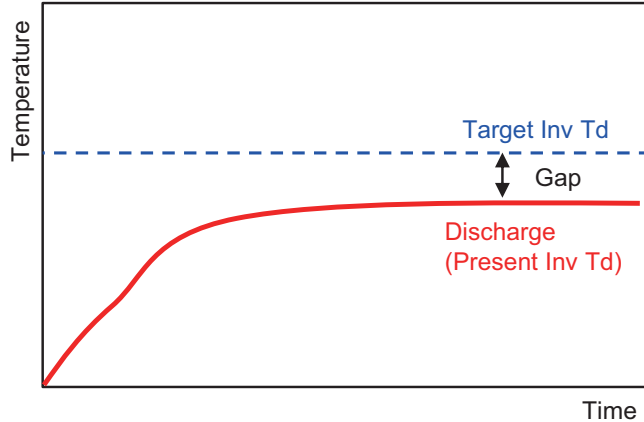 Temperature
Target Inv Td
Gap
Discharge
(Present Inv Td)
Time